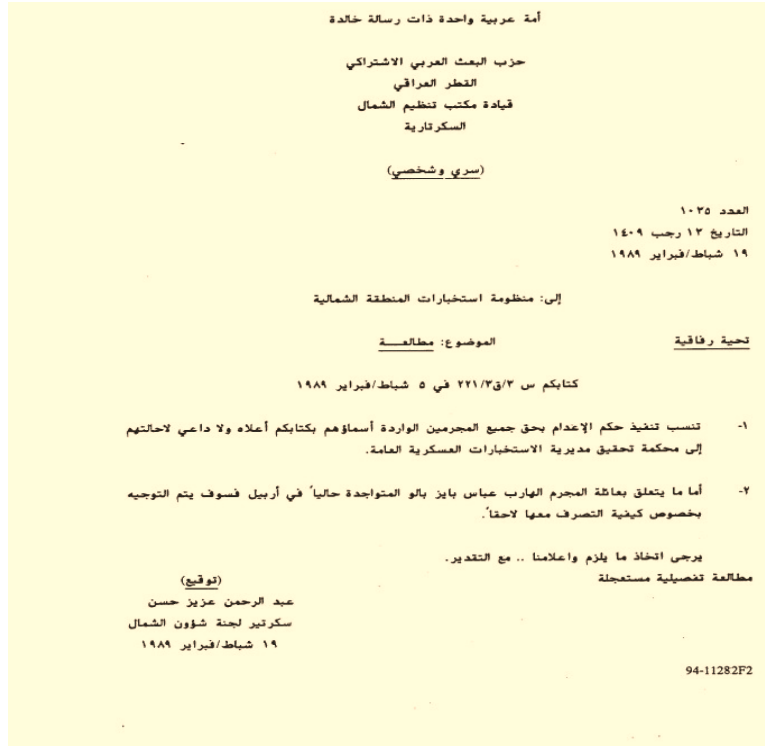 أمة عربية واحدة ذات رسالة خالدة
حزب البعث العربي الاشتراكي
القطر العراقي
قيادة مكتب تنظيم الشمال
السكرتارية
(سري وشخصي)
العدد ١٠٣٥
التاريخ ١٣ رجب ١٤٠٩
١٩ شباط/فبراير ١٩٨٩
إلى: منظومة استخبارات المنطقة الشمالية
تحية رفاقية الموضوع: مطالعـــة
كتابكم س ٣/ق٢٢١/٣ في ٥ شباط/فبراير ١٩٨٩
١- تنسب تنفيذ حكم الإعدام بحق جميع المجرمين الواردة أسماؤهم بكتابكم أعلاه ولا داعي لاحالتهم
إلى محكمة تحقيق مديرية الاستخبارات العسكرية العامة.
٢- أما ما يتعلق بعائلة المجرم الهارب عباس بايز بالو المتواجدة حالياً في أربيل فسوف يتم التوجيه
بخصوص كيفية التصرف معها لاحقاً.
يرجى اتخاذ ما يلزم واعلامنا .. مع التقدير.
مطالعة تفصيلية مستعجلة
(توقيع)
عبد الرحمن عزيز حسن
سكرتير لجنة شؤون الشمال
١٩ شباط/فبراير ١٩٨٩
94-11282F2